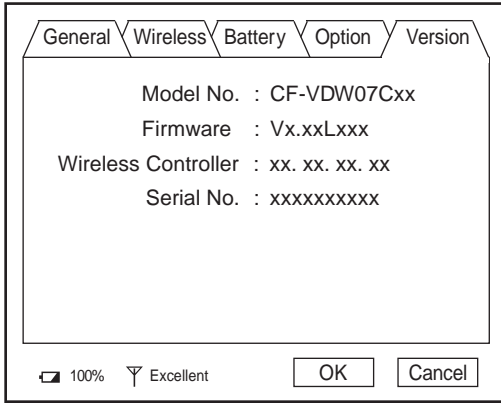 General Wireless Battery Option Version
Model No. : CF-VDW07Cxx
Firmware : Vx.xxLxxx
Wireless Controller : xx. xx. xx. xx
Serial No. : xxxxxxxxxx
100% Excellent OK Cancel